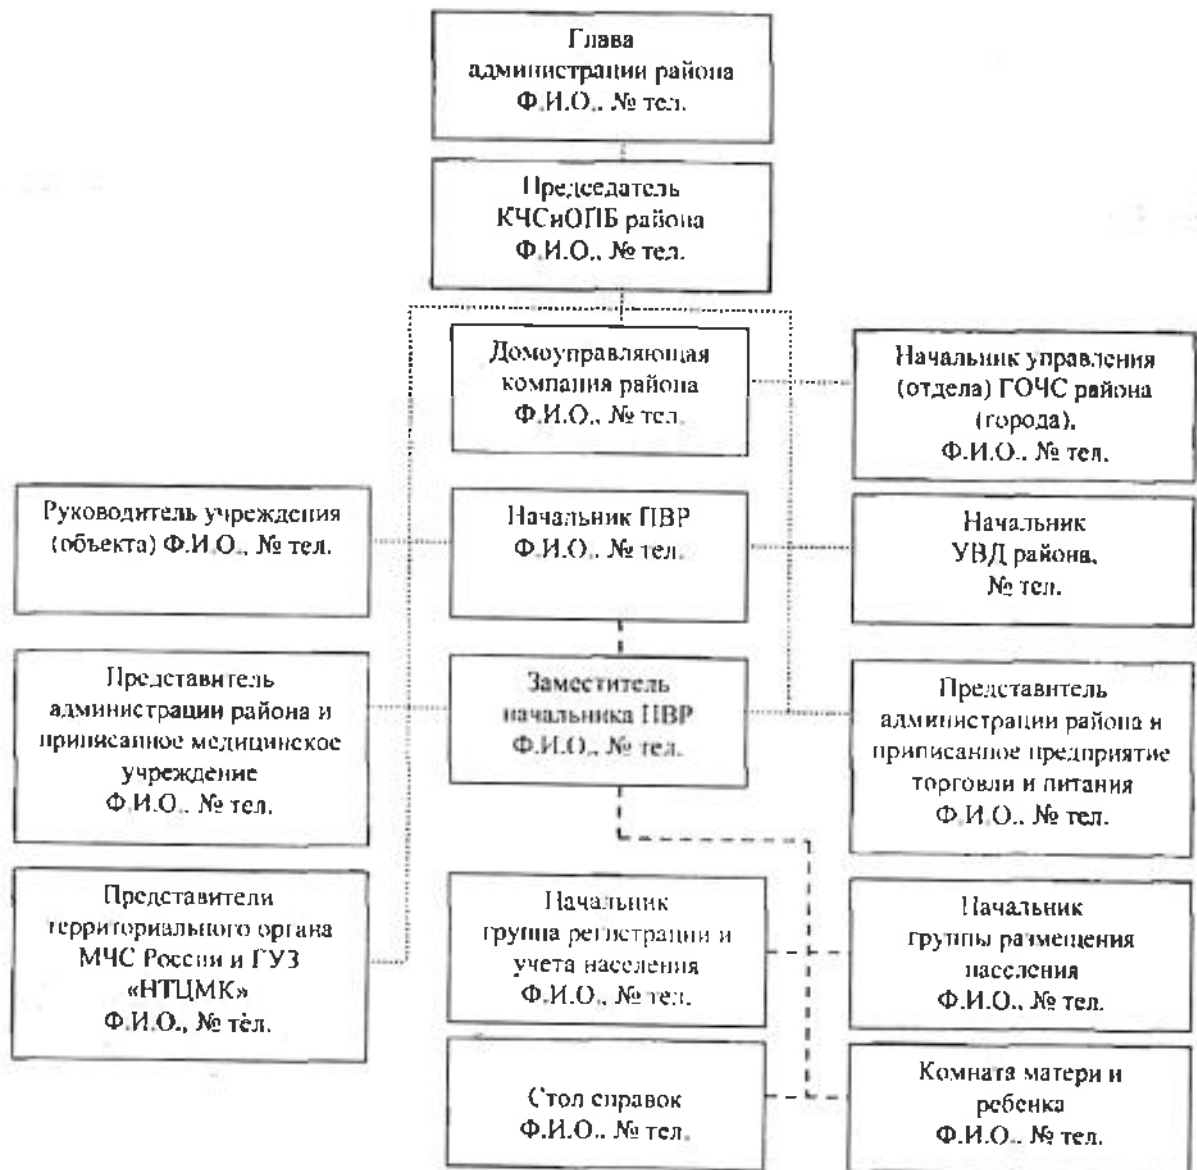 Глава
администрации района
Ф.И.О., № тел.
Председатель
КЧСиОПБ района
Ф.И.О., № тел.
Домоуправляющая
компания района
Ф.И.О., № тел.
Начальник управления
(отдела) ГОЧС района
(города),
Ф.И.О., № тел.
Руководитель учреждения
(объекта) Ф.И.О., № тел.
Начальник ПВР
Ф.И.О., № тел.
Начальник
УВД района,
№ тел.
Представитель
администрации района и
приписанное медицинское
учреждение
Ф.И.О., № тел.
Заместитель
начальника ПВР
Ф.И.О., № тел.
Представитель
администрации района и
приписанное предприятие
торговли и питания
Ф.И.О., № тел.
Представители
территориального органа
МЧС России и ГУЗ
«НТЦМК»
Ф.И.О., № тел.
Начальник
группа регистрации и
учета населения
Ф.И.О., № тел.
Начальник
группы размещения
населения
Ф.И.О., № тел.
Стол справок
Ф.И.О., № тел.
Комната матери и
ребенка
Ф.И.О., № тел.